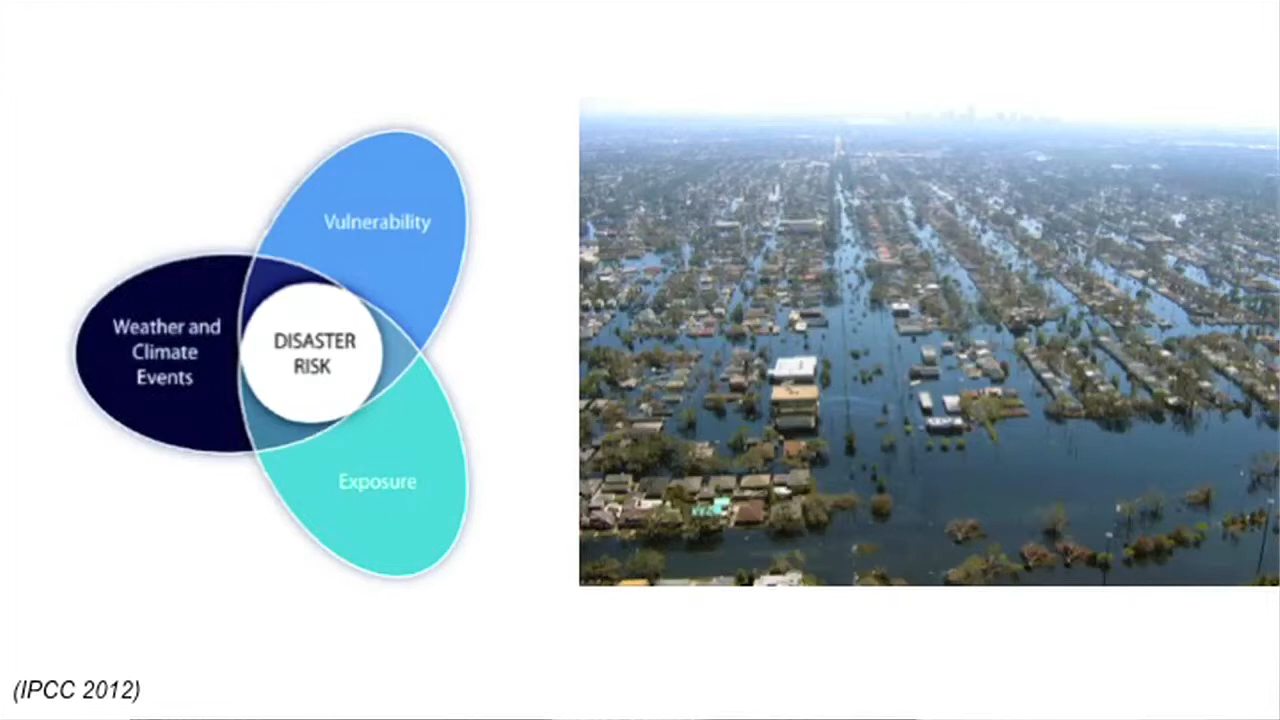 Vulnerability
Weather and
Climate
Events
DISASTER
RISK
Exposure
(IPCC 2012)